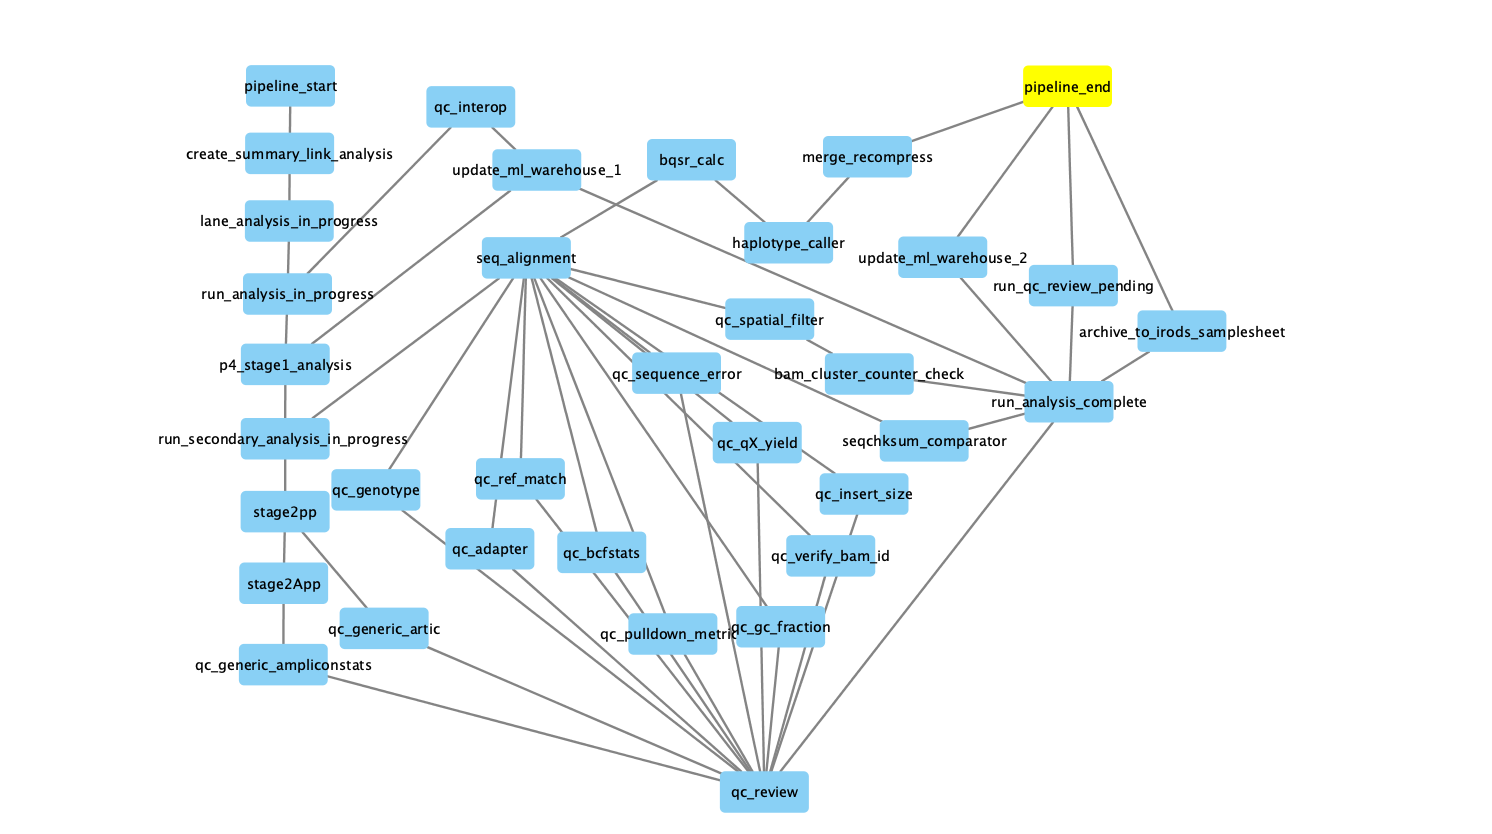 pipeline_start
pipeline_end
qc_interop
create_summary_link_analysis
merge_recompress
bqsr_calc
update_ml_warehouse_1
lane_analysis_in_progress
haplotype_caller
seq_alignment
update_ml_warehouse_2
run_qc_review_pending
run_analysis_in_progress
qc_spatial_filter
archive_to_irods_samplesheet
p4_stage1_analysis
qc_sequence_error
bam_cluster_counter_check
run_analysis_complete
run_secondary_analysis_in_progress
qc_qX_yield
seqchksum_comparator
qc_ref_match
qc_genotype
qc_insert_size
stage2pp
qc_adapter
qc_bcfstats
qc_verify_bam_id
stage2App
qc_generic_artic
qc_pulldown_metric
qc_gc_fraction
qc_generic_ampliconstats
qc_review